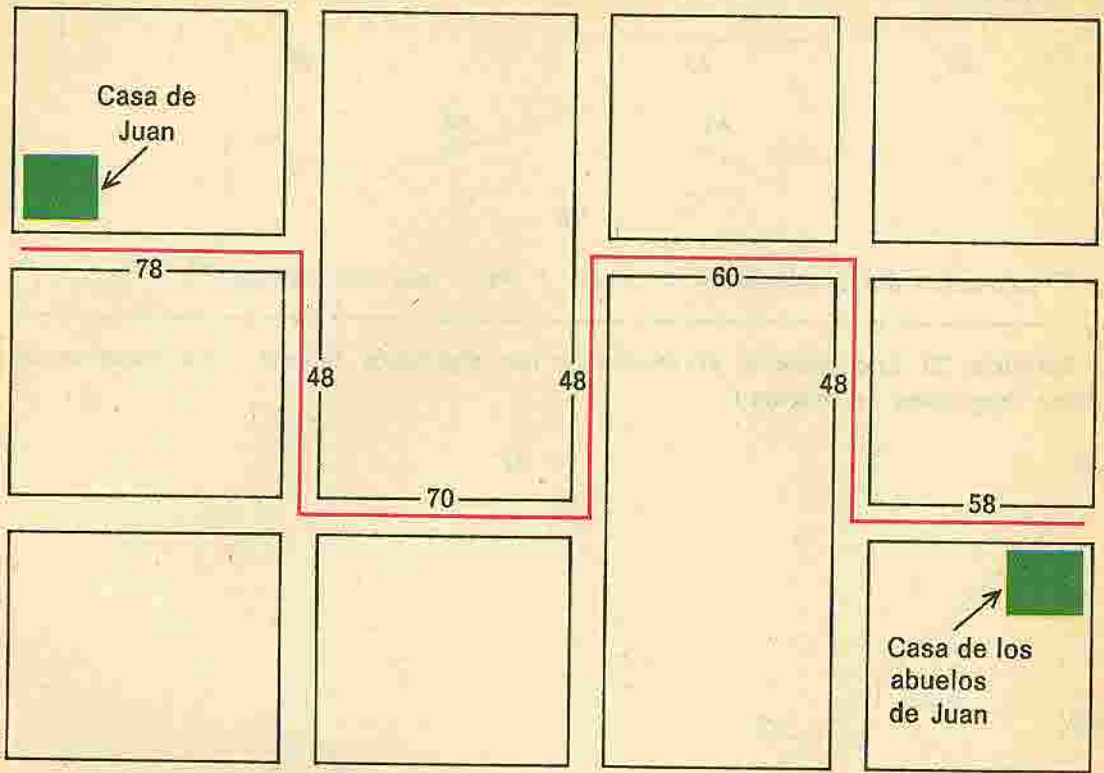 Casa de
Juan
78
60
48
48
48
70
58
Casa de los
abuelos
de Juan